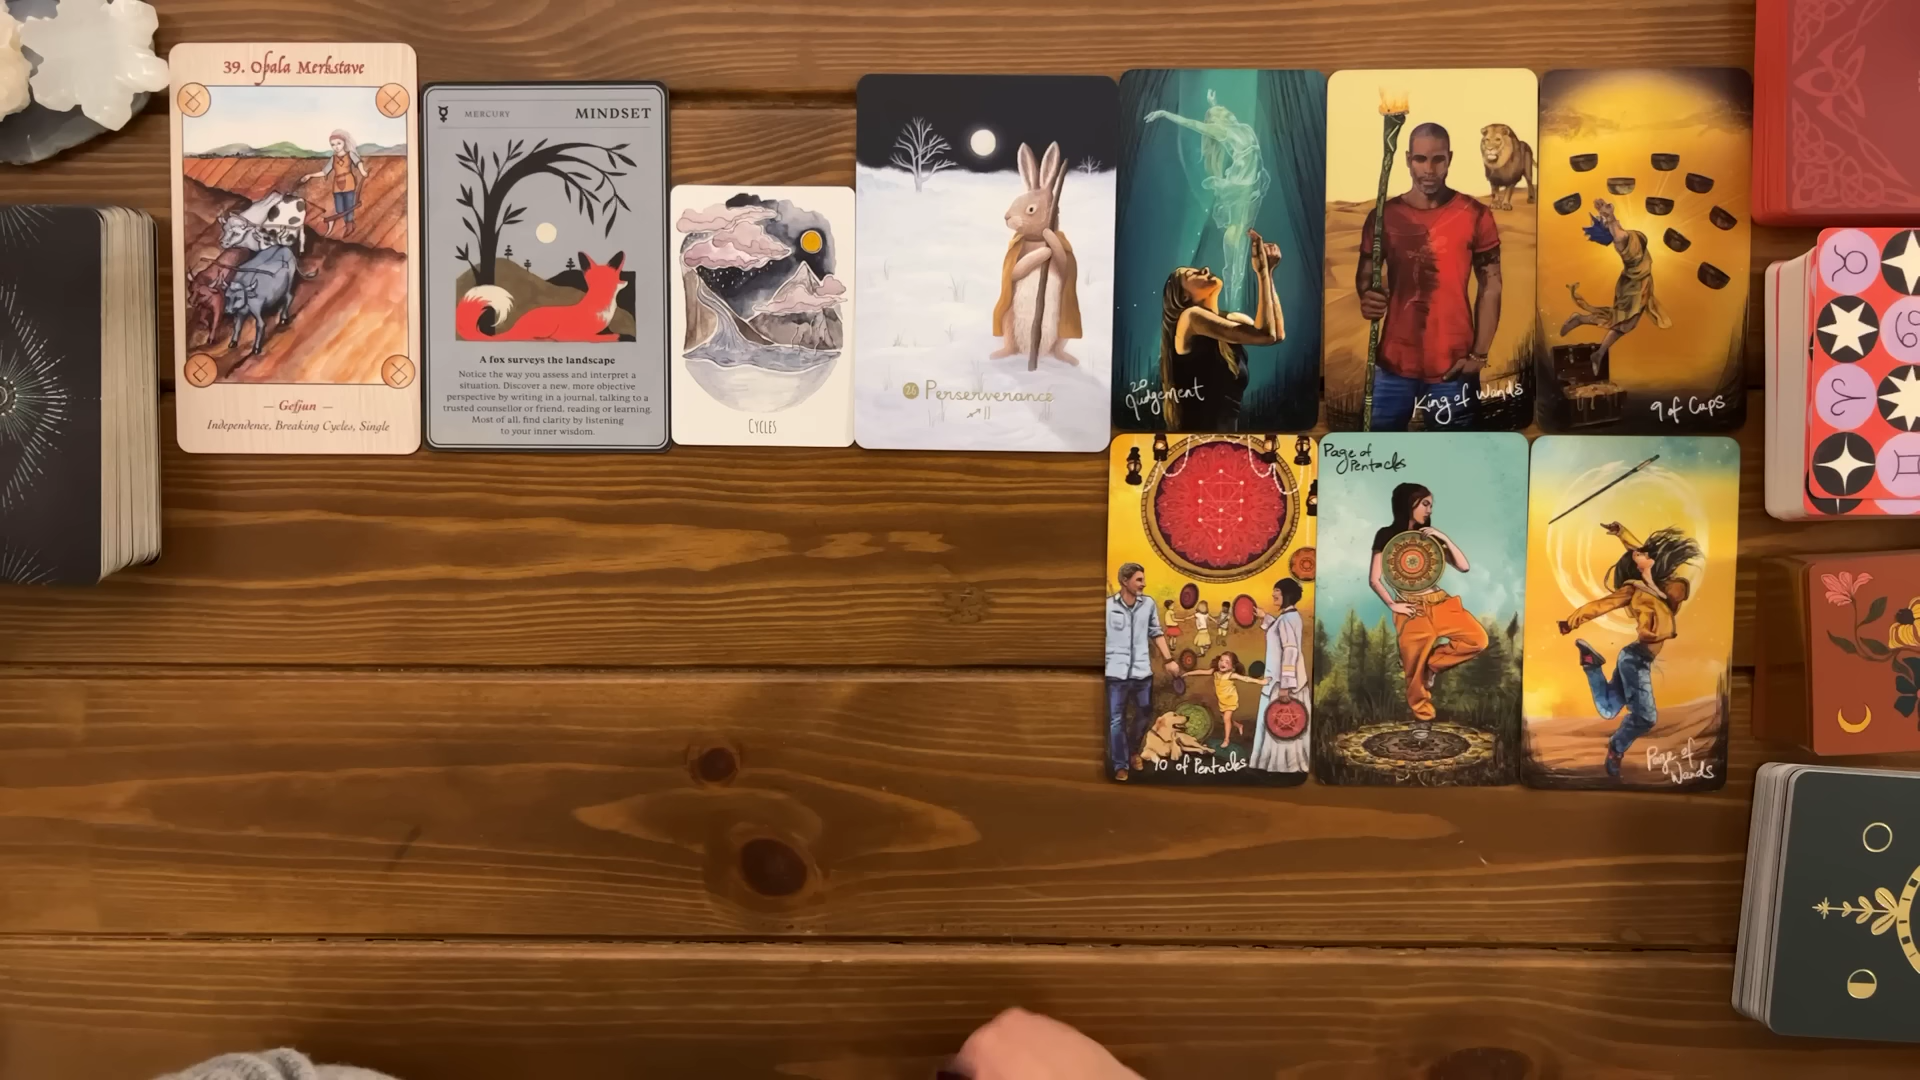 39. Opala Merkstave
— Gefjun —
Independence, Breaking Cycles, Single
MERCURY
MINDSET
A fox surveys the landscape
Notice the way you assess and interpret a
situation. Discover a new, more objective
perspective by writing in a journal, talking to a
trusted counsellor or friend, reading or learning.
Most of all, find clarity by listening
to your inner wisdom.
CYCLES
26 Perserverance
20
Judgement
King of Wands
9 of Cups
10 of Pentacles
Page of
Pentacles
Page of
Wands